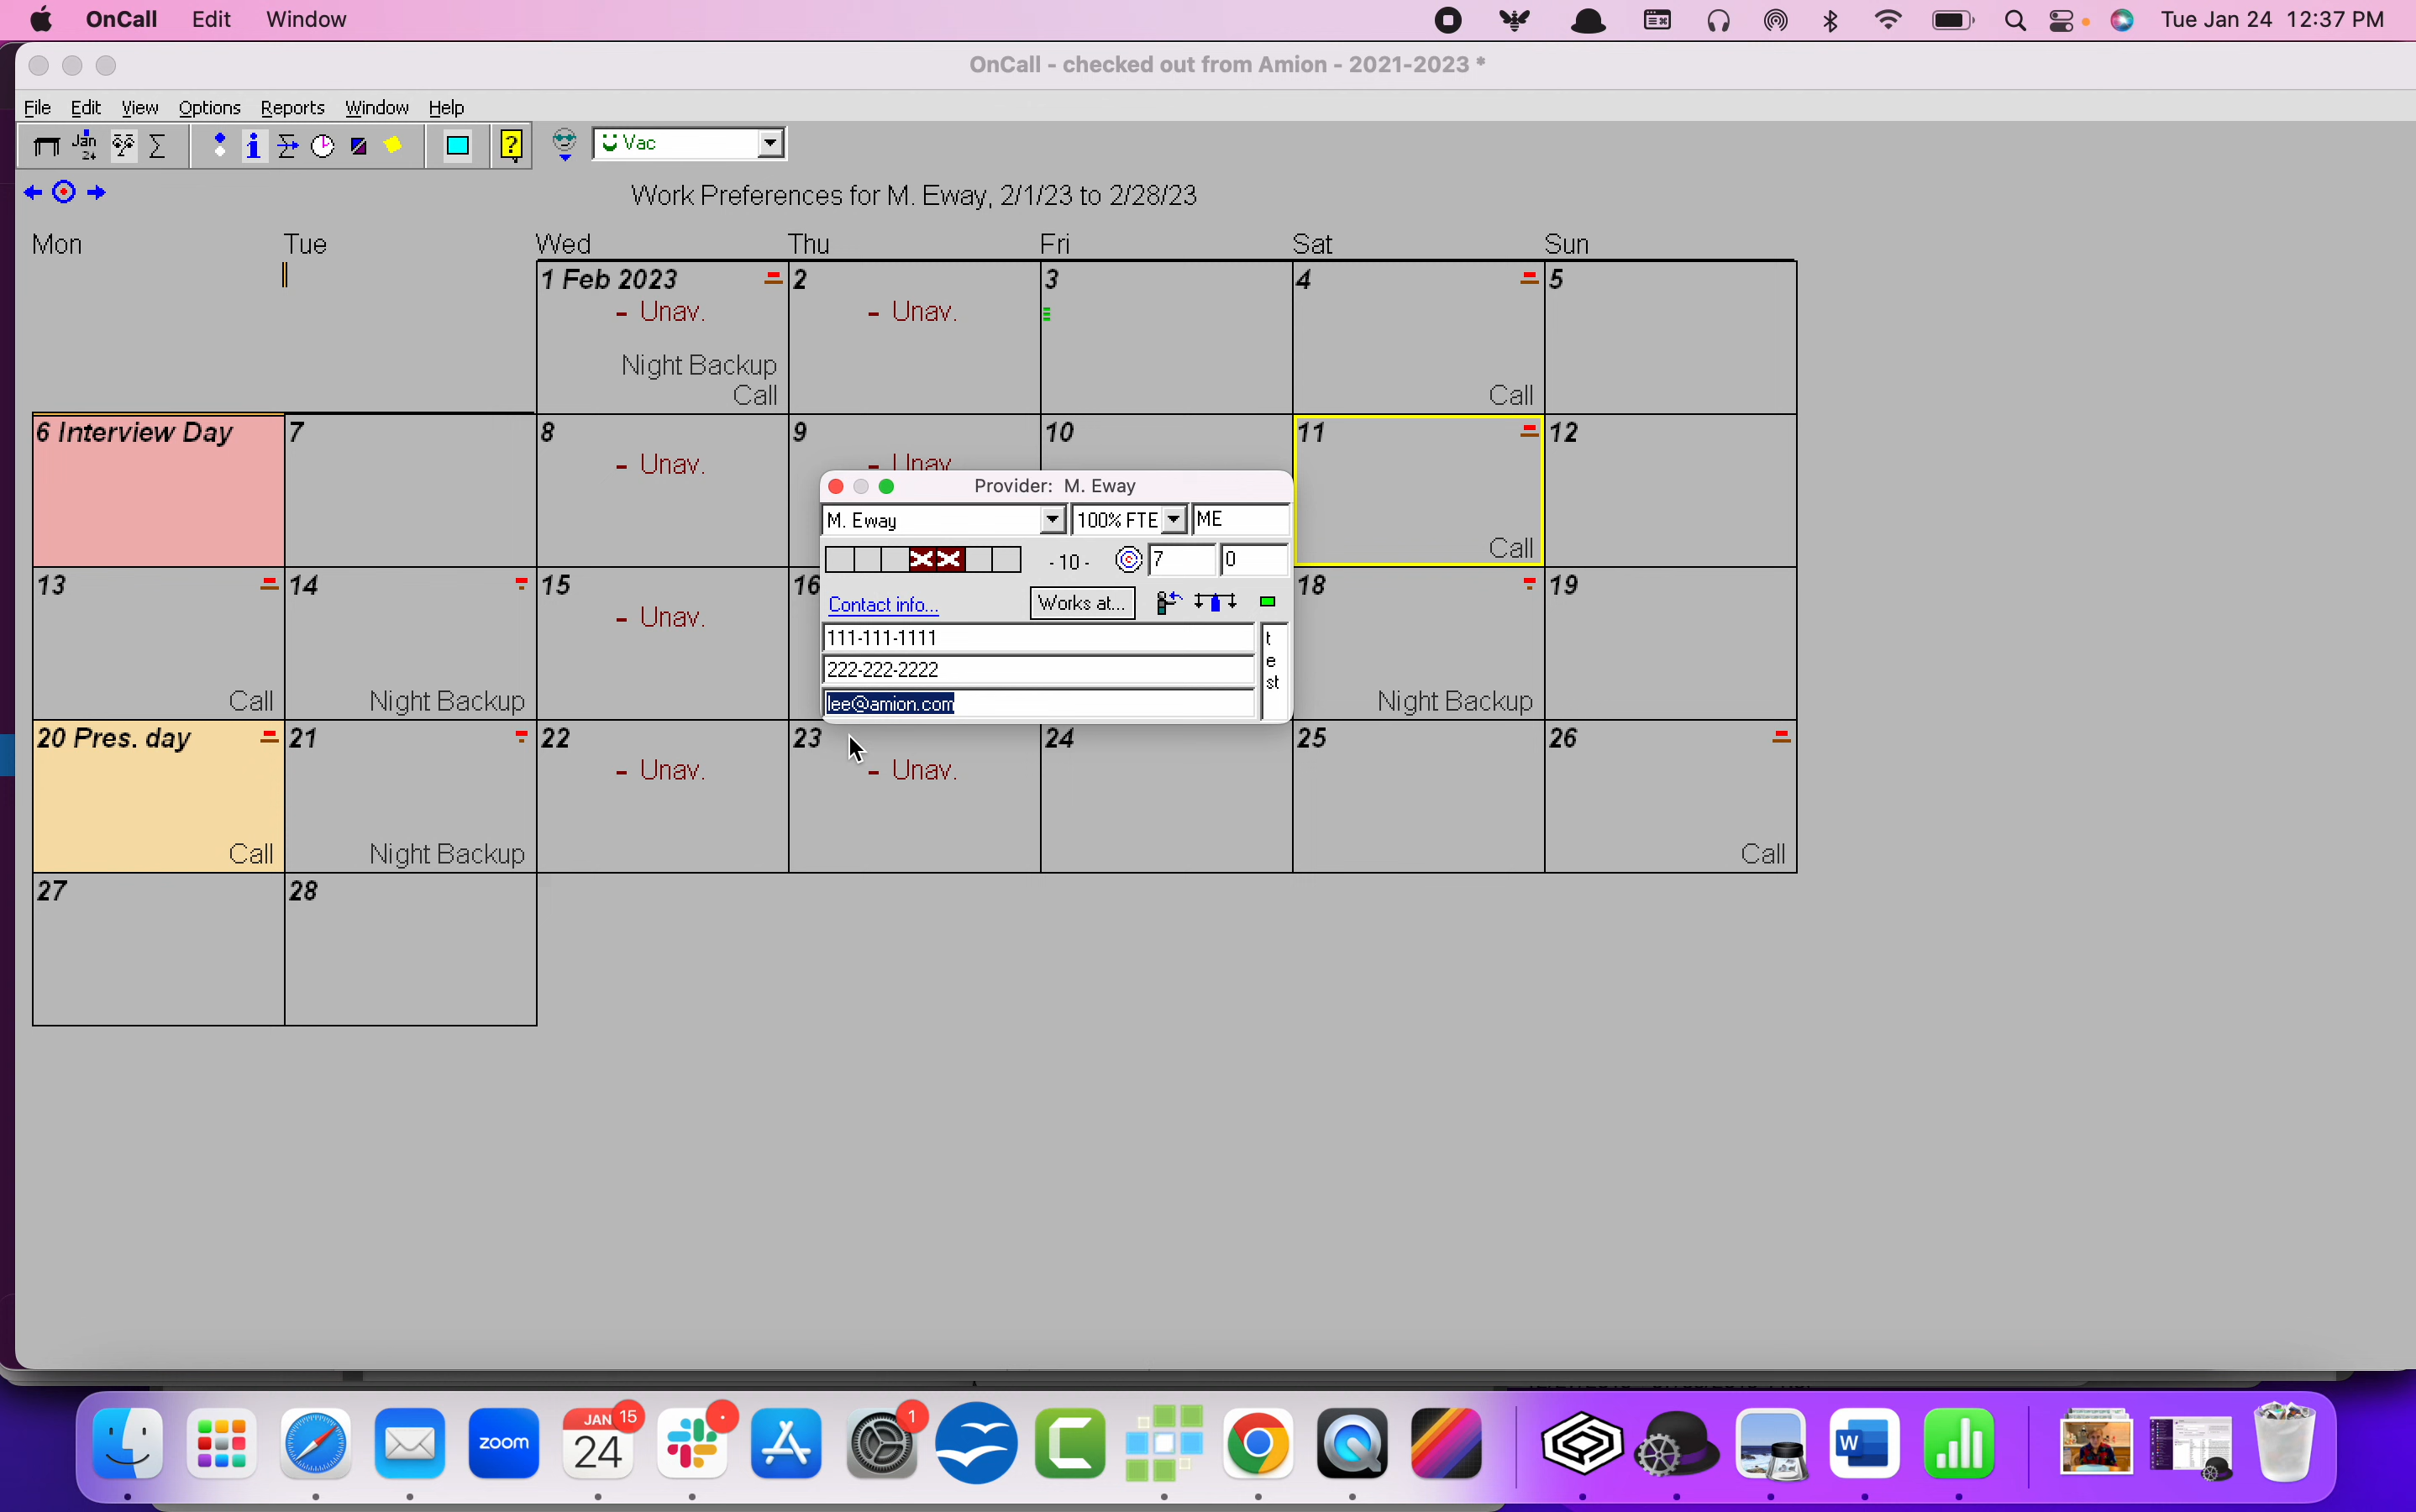 OnCall Edit Window Tue Jan 24 12:37 PM
OnCall - checked out from Amion - 2021-2023 *
File Edit View Options Reports Window Help
Jan
2
Σ i ? Vac
Work Preferences for M. Eway, 2/1/23 to 2/28/23
Mon Tue Wed Thu Fri Sat Sun
1 Feb 2023 2 3 4 5
- Unav. - Unav.
Night Backup
Call Call
6 Interview Day 7 8 9 10 11 12
- Unav. - Unav.
Call
Provider: M. Eway
M. Eway 100% FTE ME
- 10 - 7 0
Contact info... Works at...
111-111-1111
222-222-2222
lee@amion.com
t
e
st
13 14 15 16 18 19
- Unav.
Call Night Backup Night Backup
20 Pres. day 21 22 23 24 25 26
- Unav. - Unav.
Call Night Backup Call
27 28
zoom
JAN 15
24
1
W